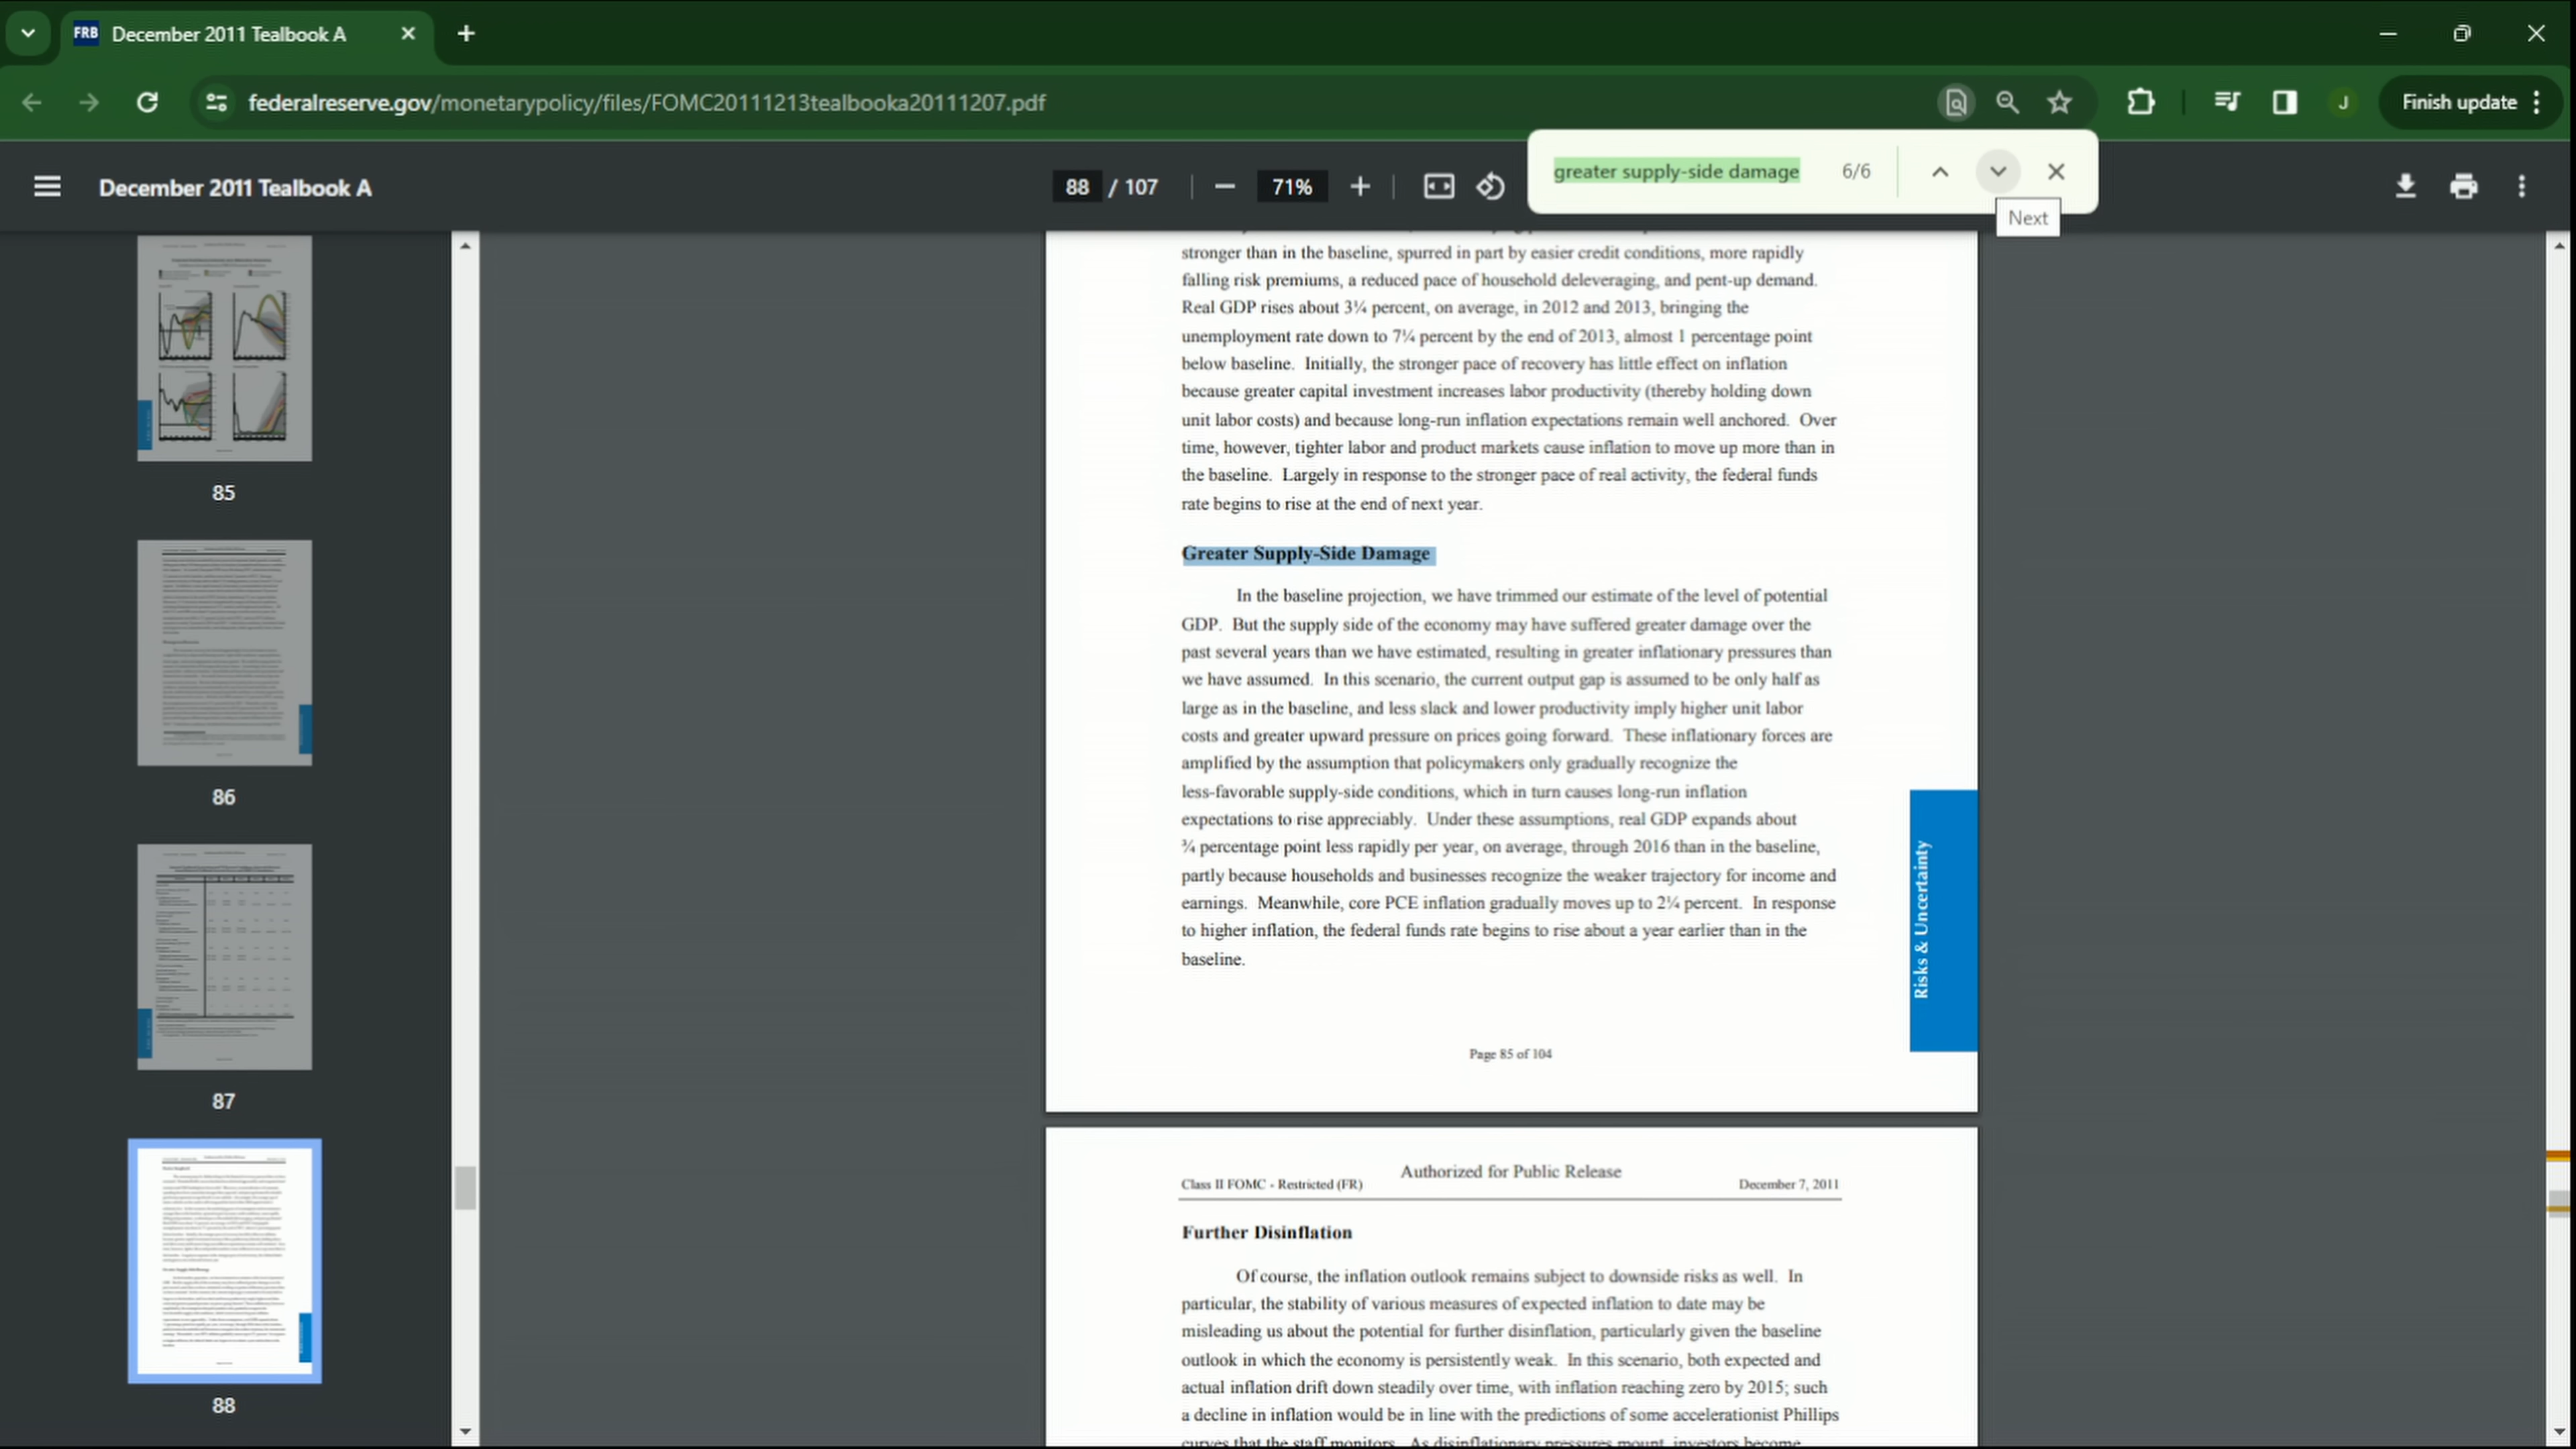 FRB December 2011 Tealbook A
federalreserve.gov/monetarypolicy/files/FOMC20111213tealbooka20111207.pdf
J
Finish update
December 2011 Tealbook A
88 / 107
71%
greater supply-side damage 6/6
Next
85
86
87
88
stronger than in the baseline, spurred in part by easier credit conditions, more rapidly
falling risk premiums, a reduced pace of household deleveraging, and pent-up demand.
Real GDP rises about 3¼ percent, on average, in 2012 and 2013, bringing the
unemployment rate down to 7¼ percent by the end of 2013, almost 1 percentage point
below baseline. Initially, the stronger pace of recovery has little effect on inflation
because greater capital investment increases labor productivity (thereby holding down
unit labor costs) and because long-run inflation expectations remain well anchored. Over
time, however, tighter labor and product markets cause inflation to move up more than in
the baseline. Largely in response to the stronger pace of real activity, the federal funds
rate begins to rise at the end of next year.
Greater Supply-Side Damage
In the baseline projection, we have trimmed our estimate of the level of potential
GDP. But the supply side of the economy may have suffered greater damage over the
past several years than we have estimated, resulting in greater inflationary pressures than
we have assumed. In this scenario, the current output gap is assumed to be only half as
large as in the baseline, and less slack and lower productivity imply higher unit labor
costs and greater upward pressure on prices going forward. These inflationary forces are
amplified by the assumption that policymakers only gradually recognize the
less-favorable supply-side conditions, which in turn causes long-run inflation
expectations to rise appreciably. Under these assumptions, real GDP expands about
¾ percentage point less rapidly per year, on average, through 2016 than in the baseline,
partly because households and businesses recognize the weaker trajectory for income and
earnings. Meanwhile, core PCE inflation gradually moves up to 2¼ percent. In response
to higher inflation, the federal funds rate begins to rise about a year earlier than in the
baseline.
Risks & Uncertainty
Page 85 of 104
Authorized for Public Release
Class II FOMC - Restricted (FR) December 7, 2011
Further Disinflation
Of course, the inflation outlook remains subject to downside risks as well. In
particular, the stability of various measures of expected inflation to date may be
misleading us about the potential for further disinflation, particularly given the baseline
outlook in which the economy is persistently weak. In this scenario, both expected and
actual inflation drift down steadily over time, with inflation reaching zero by 2015; such
a decline in inflation would be in line with the predictions of some accelerationist Phillips
curves that the staff monitors. As disinflationary pressures mount, investors become